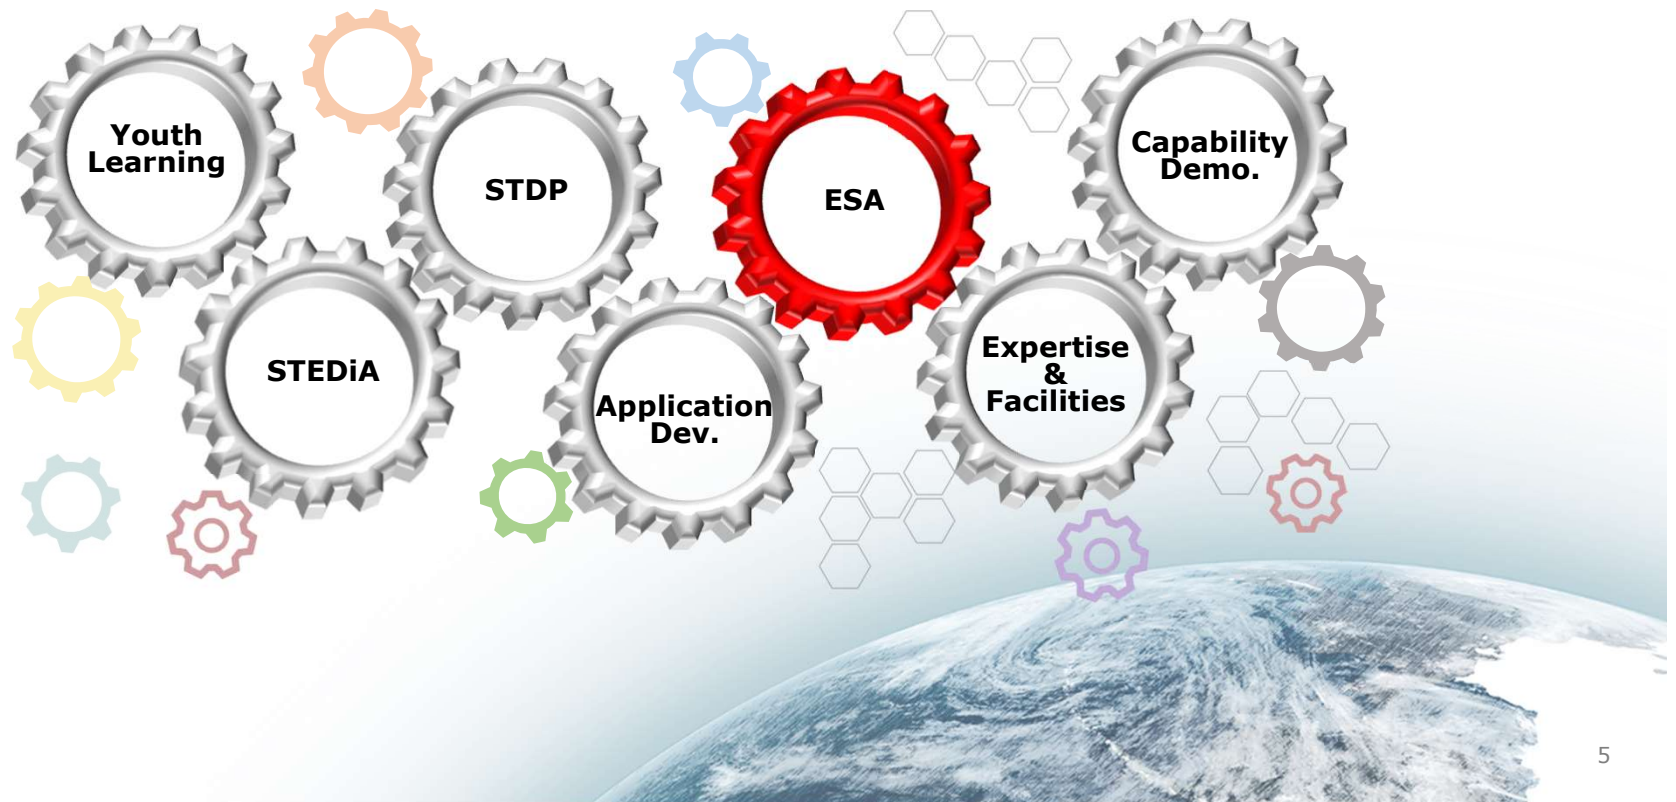 Youth
Learning
STDP
ESA
Capability
Demo.
STEDiA
Application
Dev.
Expertise
&
Facilities
5